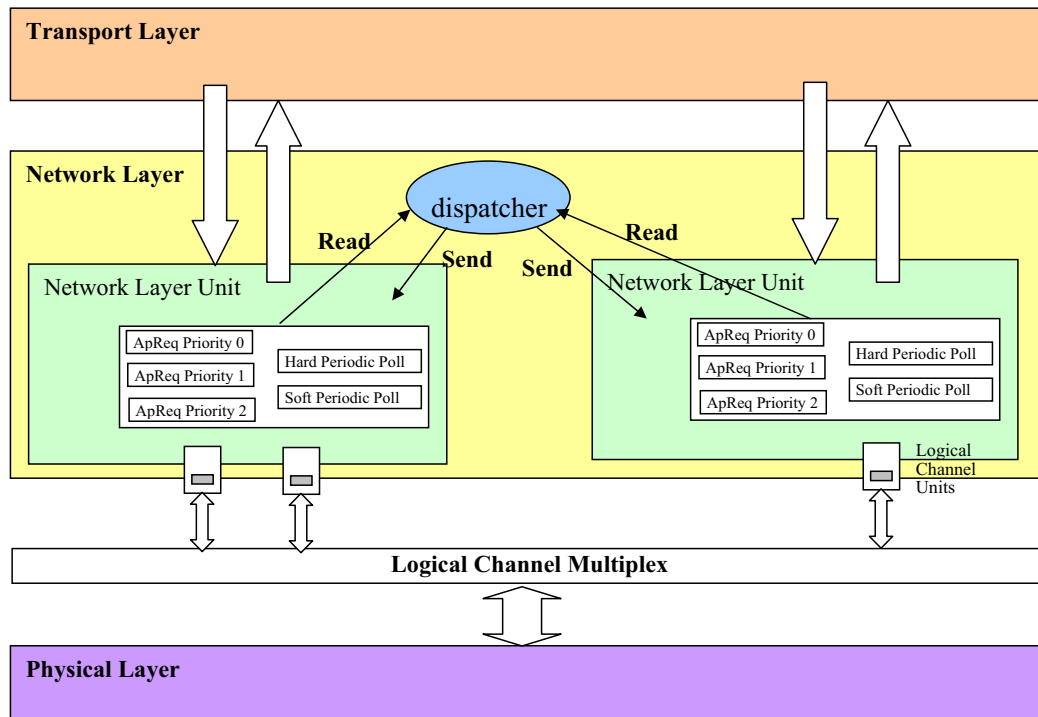 Transport Layer
Network Layer
dispatcher
Read
Send
Send
Read
Network Layer Unit
ApReq Priority 0
ApReq Priority 1
ApReq Priority 2
Hard Periodic Poll
Soft Periodic Poll
Network Layer Unit
ApReq Priority 0
ApReq Priority 1
ApReq Priority 2
Hard Periodic Poll
Soft Periodic Poll
Logical
Channel
Units
Logical Channel Multiplex
Physical Layer